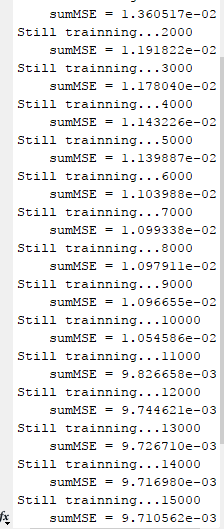 sumMSE = 1.360517e-02
Still trainning...2000
sumMSE = 1.191822e-02
Still trainning...3000
sumMSE = 1.178040e-02
Still trainning...4000
sumMSE = 1.143226e-02
Still trainning...5000
sumMSE = 1.139887e-02
Still trainning...6000
sumMSE = 1.103988e-02
Still trainning...7000
sumMSE = 1.099338e-02
Still trainning...8000
sumMSE = 1.097911e-02
Still trainning...9000
sumMSE = 1.096655e-02
Still trainning...10000
sumMSE = 1.054586e-02
Still trainning...11000
sumMSE = 9.826658e-03
Still trainning...12000
sumMSE = 9.744621e-03
Still trainning...13000
sumMSE = 9.726710e-03
Still trainning...14000
sumMSE = 9.716980e-03
Still trainning...15000
fx sumMSE = 9.710562e-03